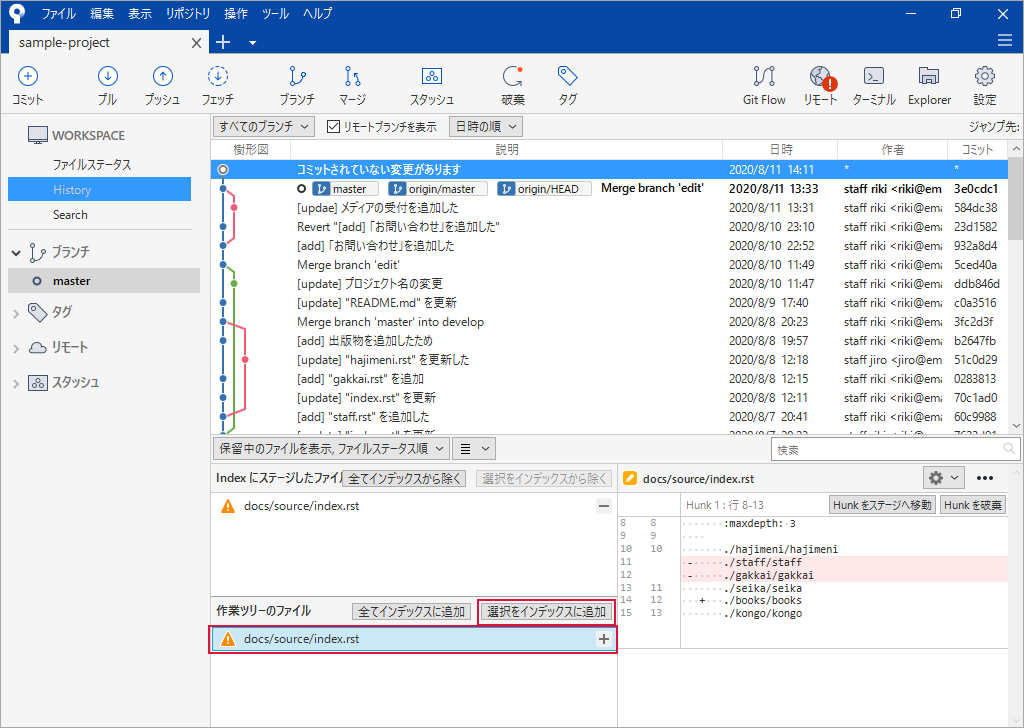 ファイル 編集 表示 リポジトリ 操作 ツール ヘルプ
sample-project
コミット プル プッシュ フェッチ ブランチ マージ スタッシュ 破棄 タグ Git Flow リモート ターミナル Explorer 設定
WORKSPACE
ファイルステータス
History
Search
ブランチ
master
タグ
リモート
スタッシュ
すべてのブランチ リモートブランチを表示 日時の順 ジャンプ先:
樹形図 説明 日時 作者 コミット
コミットされていない変更があります 2020/8/11 14:11 * *
master origin/master origin/HEAD Merge branch 'edit' 2020/8/11 13:33 staff riki <riki@em 3e0cdc1
[updae] メディアの受付を追加した 2020/8/11 13:31 staff riki <riki@ema 584dc38
Revert "[add] 「お問い合わせ」を追加した" 2020/8/10 23:10 staff riki <riki@ema 23d1582
[add] 「お問い合わせ」を追加した 2020/8/10 22:52 staff riki <riki@ema 932a8d4
Merge branch 'edit' 2020/8/10 11:49 staff riki <riki@ema 5ced40a
[update] プロジェクト名の変更 2020/8/10 11:47 staff riki <riki@ema ddb846d
[update] "README.md" を更新 2020/8/9 17:40 staff riki <riki@ema c0a3516
Merge branch 'master' into develop 2020/8/8 20:23 staff riki <riki@ema 3fc2d3f
[add] 出版物を追加したため 2020/8/8 19:57 staff riki <riki@ema b2647fb
[update] "hajimeni.rst" を更新した 2020/8/8 12:18 staff jiro <jiro@em 51c0d29
[add] "gakkai.rst" を追加 2020/8/8 12:15 staff riki <riki@ema 0283813
[update] "index.rst" を更新 2020/8/8 12:11 staff riki <riki@ema 70c1ad0
[add] "staff.rst" を追加した 2020/8/7 20:41 staff riki <riki@ema 60c9988
保留中のファイルを表示, ファイルステータス順 検索
Index にステージしたファイル 全てインデックスから除く 選択をインデックスから除く
docs/source/index.rst
作業ツリーのファイル 全てインデックスに追加 選択をインデックスに追加
docs/source/index.rst
docs/source/index.rst
Hunk 1 : 行 8-13 Hunk をステージへ移動 Hunk を破棄
8 8 :maxdepth: 3
9 9
10 10 ./hajimeni/hajimeni
11 - ./staff/staff
12 - ./gakkai/gakkai
13 11 ./seika/seika
14 12 + ./books/books
15 13 ./kongo/kongo